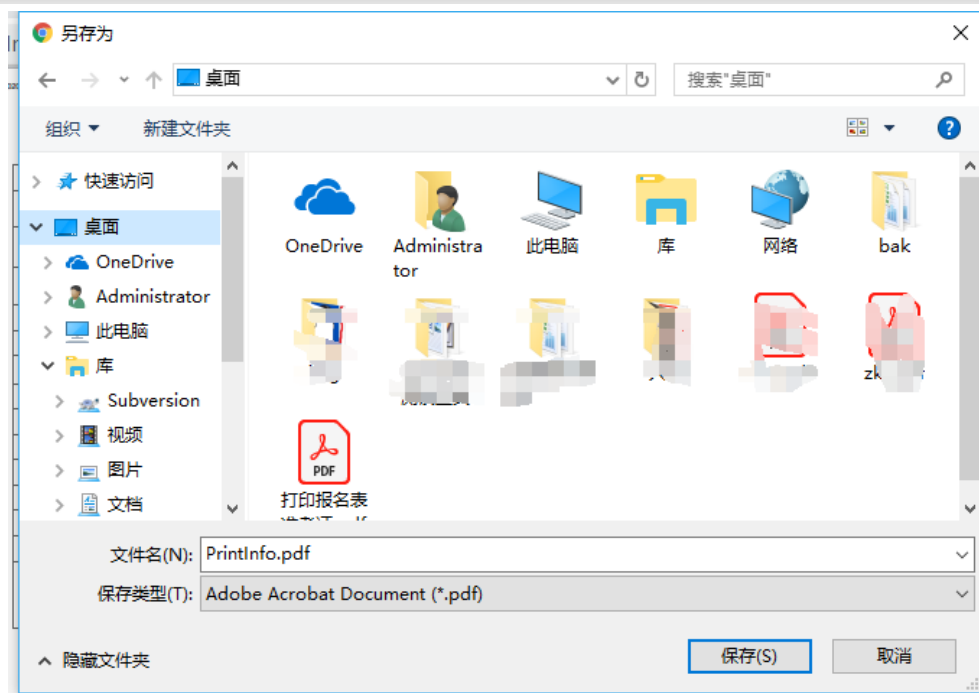 另存为
桌面
搜索"桌面"
组织
新建文件夹
快速访问
桌面
OneDrive
Administrator
此电脑
库
Subversion
视频
图片
文档
OneDrive
Administra
tor
此电脑
库
网络
bak
PDF
打印报名表
文件名(N):
PrintInfo.pdf
保存类型(T):
Adobe Acrobat Document (*.pdf)
隐藏文件夹
保存(S)
取消